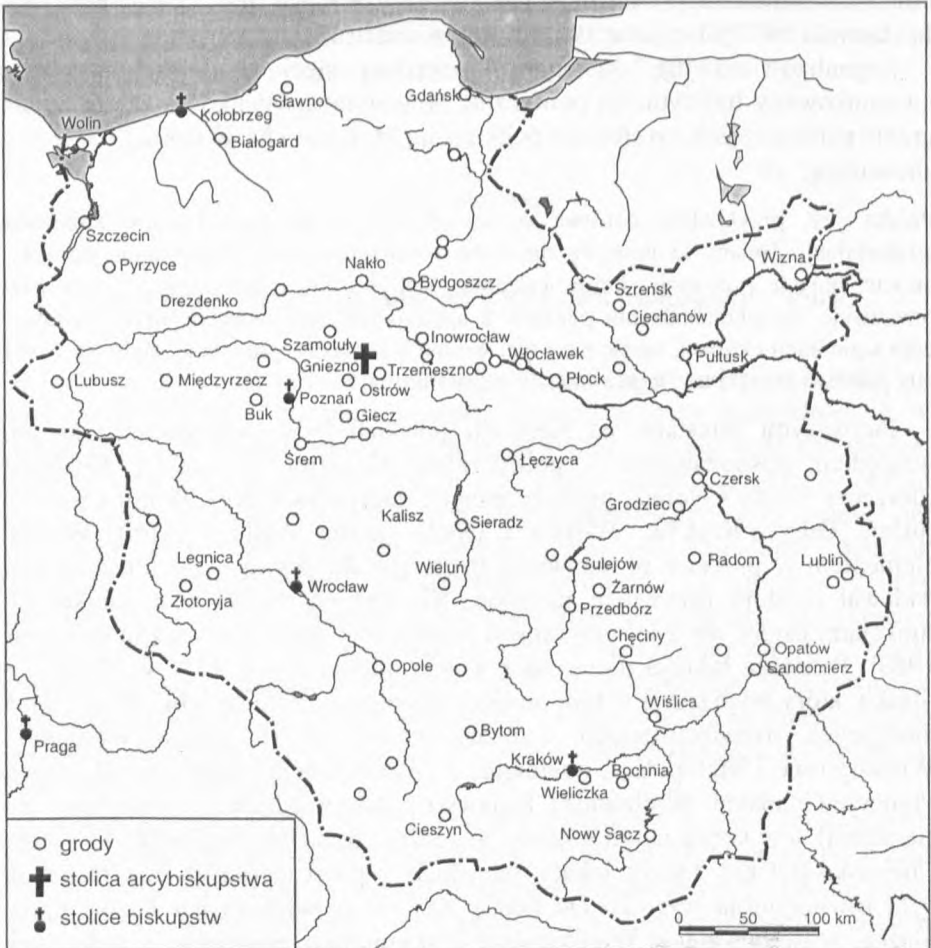 Gdańsk
Sławno
Kołobrzeg
Wolin
Białogard
Szczecin
Pyrzyce
Wizna
Nakło
Bydgoszcz
Szreńsk
Drezdenko
Ciechanów
Inowrocław
Szamotuły
Gniezno
Włocławek
Pułtusk
Trzemeszno
Płock
Lubusz
Międzyrzecz
Ostrów
Poznań
Buk
Giecz
Śrem
Łęczyca
Czersk
Grodziec
Kalisz
Sieradz
Legnica
Wieluń
Sulejów
Radom
Lublin
Złotoryja
Wrocław
Żarnów
Przedbórz
Chęciny
Opatów
Opole
Sandomierz
Wiślica
Praga
Bytom
Kraków
Bochnia
Wieliczka
Cieszyn
Nowy Sącz
grody
stolica arcybiskupstwa
stolice biskupstw
0 50 100 km